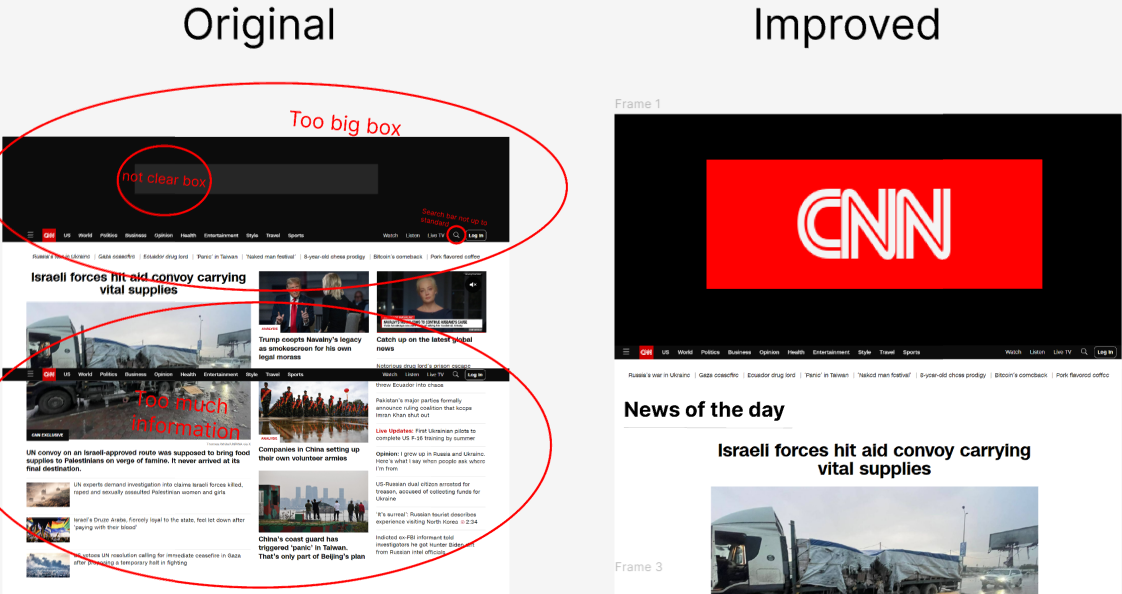 Original
Improved
Too big box
not clear box
Search bar not up to
standard
CNN
US
World
Politics
Business
Opinion
Health
Entertainment
Style
Travel
Sports
Watch
Listen
Live TV
Log In
Russia's war in Ukraine
Gaza ceasefire
Ecuador drug lord
'Panic' in Taiwan
'Naked man festival'
8-year-old chess prodigy
Bitcoin's comeback
Pork flavored coffee
Israeli forces hit aid convoy carrying
vital supplies
ANALYSIS
Trump coopts Navalny's legacy
as smokescreen for his own
legal morass
Catch up on the latest global
news
Notorious drug lord's prison escape
CNN
US
World
Politics
Business
Opinion
Health
Entertainment
Style
Travel
Sports
Watch
Listen
Live TV
Log In
threw Ecuador into chaos
Too much
information
CNN EXCLUSIVE
UN convoy on an Israeli-approved route was supposed to bring food
supplies to Palestinians on verge of famine. It never arrived at its
final destination.
UN experts demand investigation into claims Israeli forces killed,
raped and sexually assaulted Palestinian women and girls
Israel's Druze Arabs, fiercely loyal to the state, feel let down after
'paying with their blood'
US vetoes UN resolution calling for immediate ceasefire in Gaza
after proposing a temporary halt in fighting
ANALYSIS
Companies in China setting up
their own volunteer armies
China's coast guard has
triggered 'panic' in Taiwan.
That's only part of Beijing's plan
Pakistan's major parties formally
announce ruling coalition that keeps
Imran Khan shut out
Live Updates: First Ukrainian pilots to
complete US F-16 training by summer
Opinion: I grew up in Russia and Ukraine.
Here's what I say when people ask where
I'm from
US-Russian dual citizen arrested for
treason, accused of collecting funds for
Ukraine
'It's surreal': Russian tourist describes
experience visiting North Korea 2:34
Indicted ex-FBI informant told
investigators he got Hunter Biden dirt
from Russian intel officials
Frame 1
CNN
CNN
US
World
Politics
Business
Opinion
Health
Entertainment
Style
Travel
Sports
Watch
Listen
Live TV
Log In
Russia's war in Ukraine
Gaza ceasefire
Ecuador drug lord
'Panic' in Taiwan
'Naked man festival'
8-year-old chess prodigy
Bitcoin's comeback
Pork flavored coffee
News of the day
Israeli forces hit aid convoy carrying
vital supplies
Frame 3